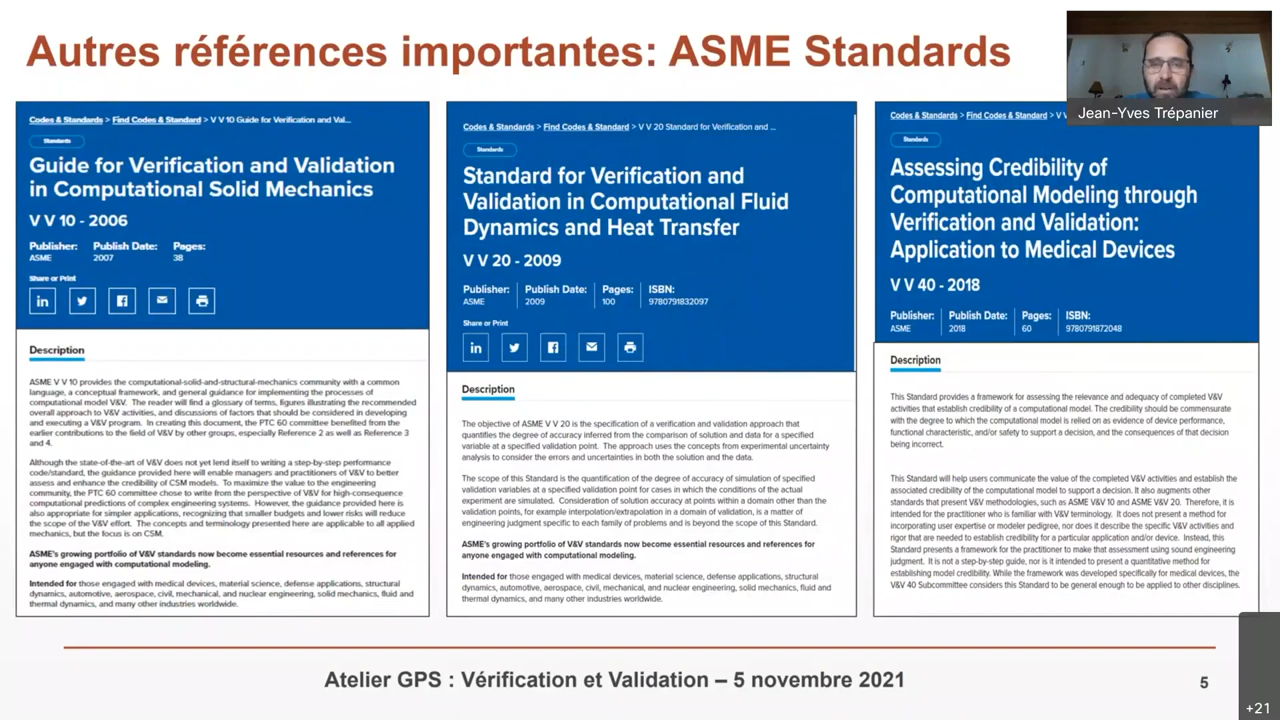 Autres références importantes: ASME Standards
Jean-Yves Trépanier
Codes & Standards > Find Codes & Standard > V V 10 Guide for Verification and Val...
Standards
Guide for Verification and Validation
in Computational Solid Mechanics
V V 10 - 2006
Publisher: Publish Date: Pages:
ASME 2007 38
Share or Print
Description
ASME V V 10 provides the computational-solid-and-structural-mechanics community with a common
language, a conceptual framework, and general guidance for implementing the processes of
computational model V&V. The reader will find a glossary of terms, figures illustrating the recommended
overall approach to V&V activities, and discussions of factors that should be considered in developing
and executing a V&V program. In creating this document, the PTC 60 committee benefited from the
earlier contributions to the field of V&V by other groups, especially Reference 2 as well as Reference 3
and 4.
Although the state-of-the-art of V&V does not yet lend itself to writing a step-by-step performance
code/standard, the guidance provided here will enable managers and practitioners of V&V to better
assess and enhance the credibility of CSM models. To maximize the value to the engineering
community, the PTC 60 committee chose to write from the perspective of V&V for high-consequence
computational predictions of complex engineering systems. However, the guidance provided here is
also appropriate for simpler applications, recognizing that smaller budgets and lower risks will reduce
the scope of the V&V effort. The concepts and terminology presented here are applicable to all applied
mechanics, but the focus is on CSM.
ASME's growing portfolio of V&V standards now become essential resources and references for
anyone engaged with computational modeling.
Intended for those engaged with medical devices, material science, defense applications, structural
dynamics, automotive, aerospace, civil, mechanical, and nuclear engineering, solid mechanics, fluid and
thermal dynamics, and many other industries worldwide.
Codes & Standards > Find Codes & Standard > V V 20 Standard for Verification and ...
Standards
Standard for Verification and
Validation in Computational Fluid
Dynamics and Heat Transfer
V V 20 - 2009
Publisher: Publish Date: Pages: ISBN:
ASME 2009 100 9780791832097
Share or Print
Description
The objective of ASME V V 20 is the specification of a verification and validation approach that
quantifies the degree of accuracy inferred from the comparison of solution and data for a specified
variable at a specified validation point. The approach uses the concepts from experimental uncertainty
analysis to consider the errors and uncertainties in both the solution and the data.
The scope of this Standard is the quantification of the degree of accuracy of simulation of specified
validation variables at a specified validation point for cases in which the conditions of the actual
experiment are simulated. Consideration of solution accuracy at points within a domain other than the
validation points, for example interpolation/extrapolation in a domain of validation, is a matter of
engineering judgment specific to each family of problems and is beyond the scope of this Standard.
ASME's growing portfolio of V&V standards now become essential resources and references for
anyone engaged with computational modeling.
Intended for those engaged with medical devices, material science, defense applications, structural
dynamics, automotive, aerospace, civil, mechanical, and nuclear engineering, solid mechanics, fluid and
thermal dynamics, and many other industries worldwide.
Codes & Standards > Find Codes & Standard > V V
Standards
Assessing Credibility of
Computational Modeling through
Verification and Validation:
Application to Medical Devices
V V 40 - 2018
Publisher: Publish Date: Pages: ISBN:
ASME 2018 60 9780791872048
Description
This Standard provides a framework for assessing the relevance and adequacy of completed V&V
activities that establish credibility of a computational model. The credibility should be commensurate
with the degree to which the computational model is relied on as evidence of device performance,
functional characteristic, and/or safety to support a decision, and the consequences of that decision
being incorrect.
This Standard will help users communicate the value of the completed V&V activities and establish the
associated credibility of the computational model to support a decision. It also augments other
standards that present V&V methodologies, such as ASME V&V 10 and ASME V&V 20. Therefore, it is
intended for the practitioner who is familiar with V&V terminology. It does not present a method for
incorporating user expertise or modeler pedigree, nor does it describe the specific V&V activities and
rigor that are needed to establish credibility for a particular application and/or device. Instead, this
Standard presents a framework for the practitioner to make that assessment using sound engineering
judgment. It is not a step-by-step guide, nor is it intended to present a quantitative method for
establishing model credibility. While the framework was developed specifically for medical devices, the
V&V 40 Subcommittee considers this Standard to be general enough to be applied to other disciplines.
Atelier GPS : Vérification et Validation – 5 novembre 2021
5
+21